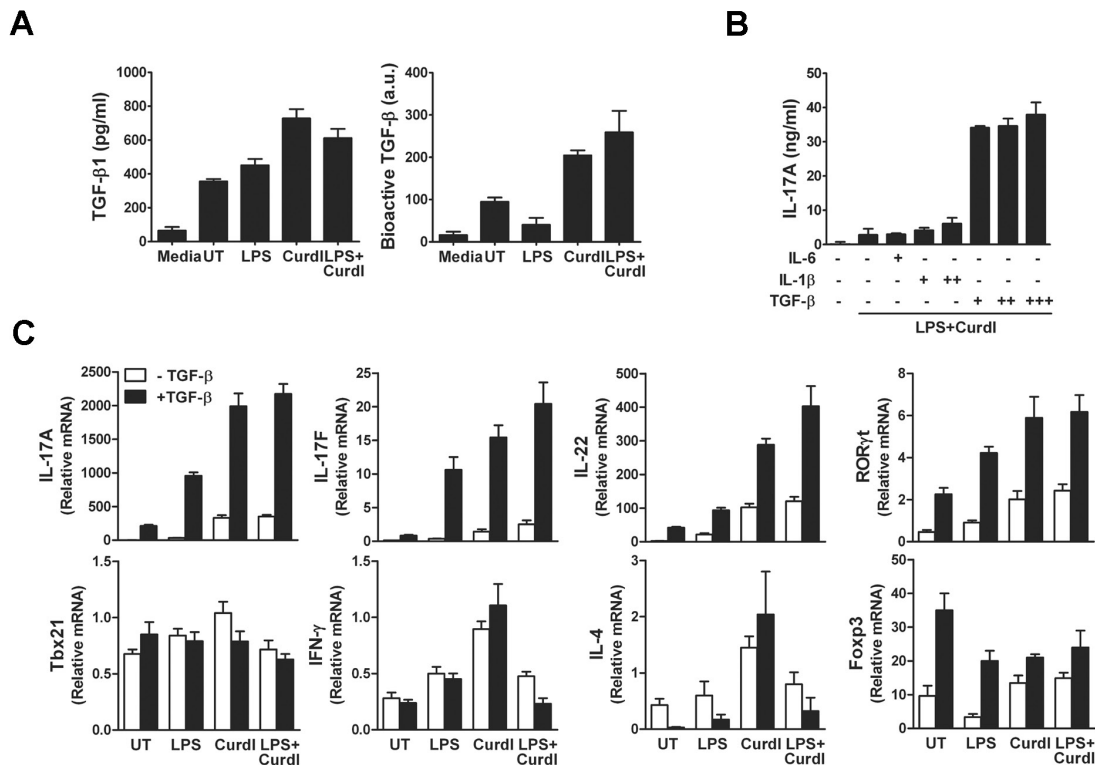 A
B
TGF-β1 (pg/ml)
1000
800
600
400
200
0
Media UT LPS Curdl LPS+
Curdl
Bioactive TGF-β (a.u.)
400
300
200
100
0
Media UT LPS Curdl LPS+
Curdl
IL-17A (ng/ml)
50
40
30
20
10
0
IL-6 - - + - - - - -
IL-1β - - - + ++ - - -
TGF-β - - - - - + ++ +++
LPS+Curdl
C
IL-17A
(Relative mRNA)
2500
2000
1500
1000
500
0
- TGF-β
+TGF-β
IL-17F
(Relative mRNA)
25
20
15
10
5
0
IL-22
(Relative mRNA)
500
400
300
200
100
0
RORγt
(Relative mRNA)
8
6
4
2
0
Tbx21
(Relative mRNA)
1.5
1.0
0.5
0.0
UT LPS Curdl LPS+
Curdl
IFN-γ
(Relative mRNA)
1.5
1.0
0.5
0.0
UT LPS Curdl LPS+
Curdl
IL-4
(Relative mRNA)
3
2
1
0
UT LPS Curdl LPS+
Curdl
Foxp3
(Relative mRNA)
50
40
30
20
10
0
UT LPS Curdl LPS+
Curdl